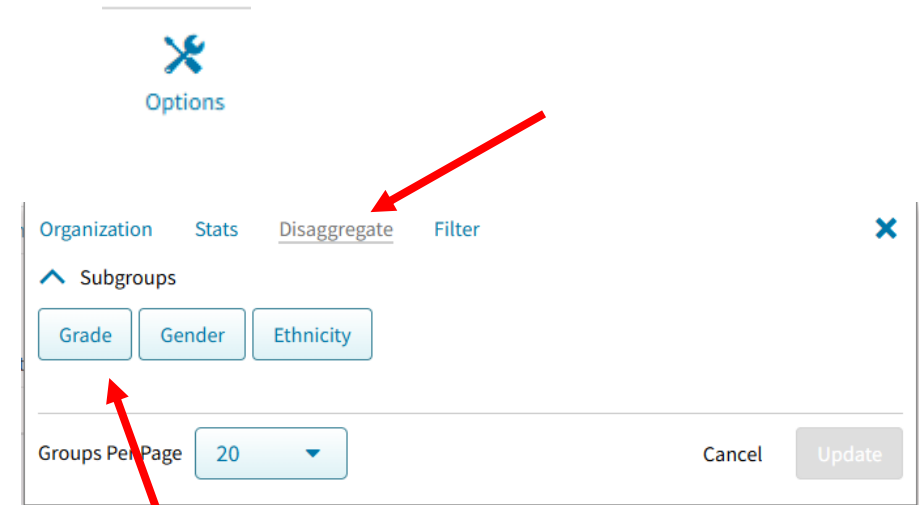 Options
Organization Stats Disaggregate Filter
Subgroups
Grade Gender Ethnicity
Groups Per Page 20 Cancel Update